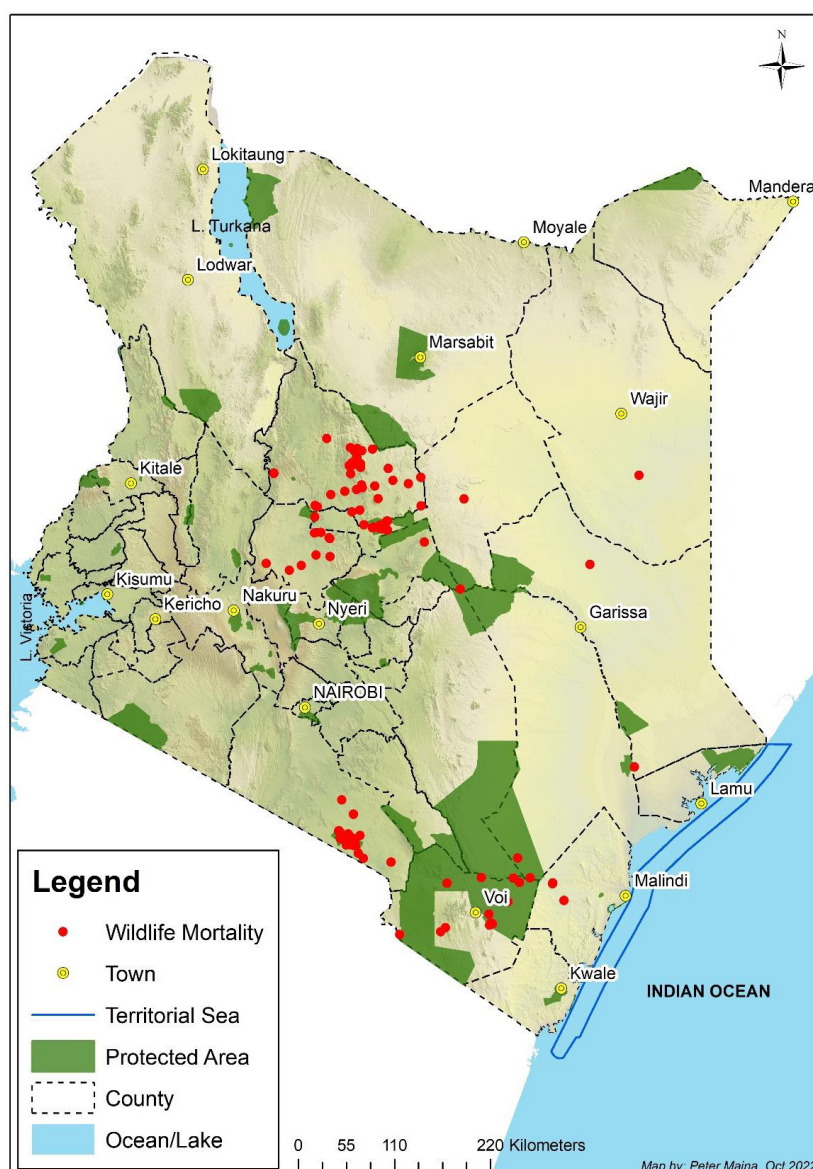 N
Lokitaung
Mandera
L. Turkana
Moyale
Lodwar
Marsabit
Wajir
Kitale
Kisumu
Nakuru
Kericho
Nyeri
L. Vistoria
Garissa
NAIROBI
Lamu
Malindi
Voi
Kwale
INDIAN OCEAN
Legend
Wildlife Mortality
Town
Territorial Sea
Protected Area
County
Ocean/Lake
0 55 110 220 Kilometers
Map by: Peter Maina, Oct 2022